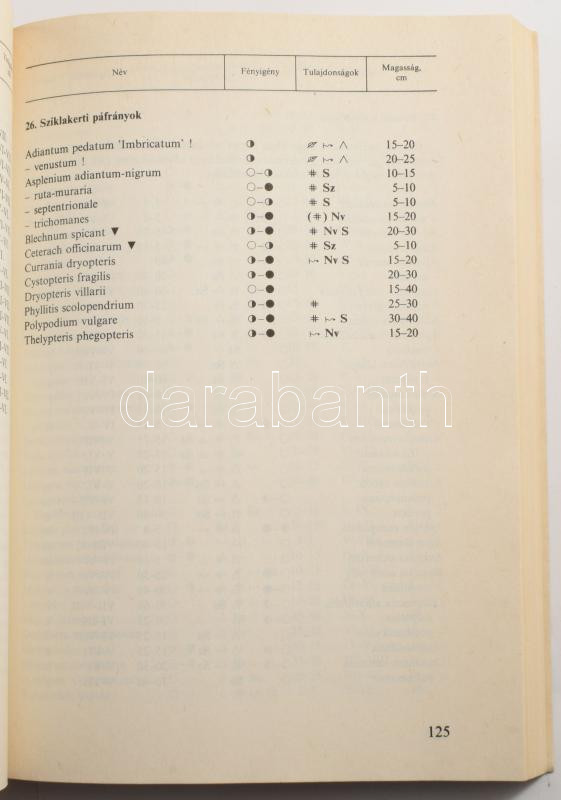 Név Fényigény Tulajdonságok Magasság, cm
26. Sziklakerti páfrányok
Adiantum pedatum 'Imbricatum' ! ◑ ∧ 15–20
– venustum ! ◑ ∧ 20–25
Asplenium adiantum-nigrum ○–◑ # S 10–15
– ruta-muraria ○–● # Sz 5–10
– septentrionale ○–◑ # S 5–10
– trichomanes ◑–● (#) Nv 15–20
Blechnum spicant ▼ ◑–● # Nv S 20–30
Ceterach officinarum ▼ ○–◑ # Sz 5–10
Currania dryopteris ◑–● Nv S 15–20
Cystopteris fragilis ◑–● 20–30
Dryopteris villarii ○–● 15–40
Phyllitis scolopendrium ◑–● # 25–30
Polypodium vulgare ◑–● # S 30–40
Thelypteris phegopteris ◑–● Nv 15–20
darabanth
125